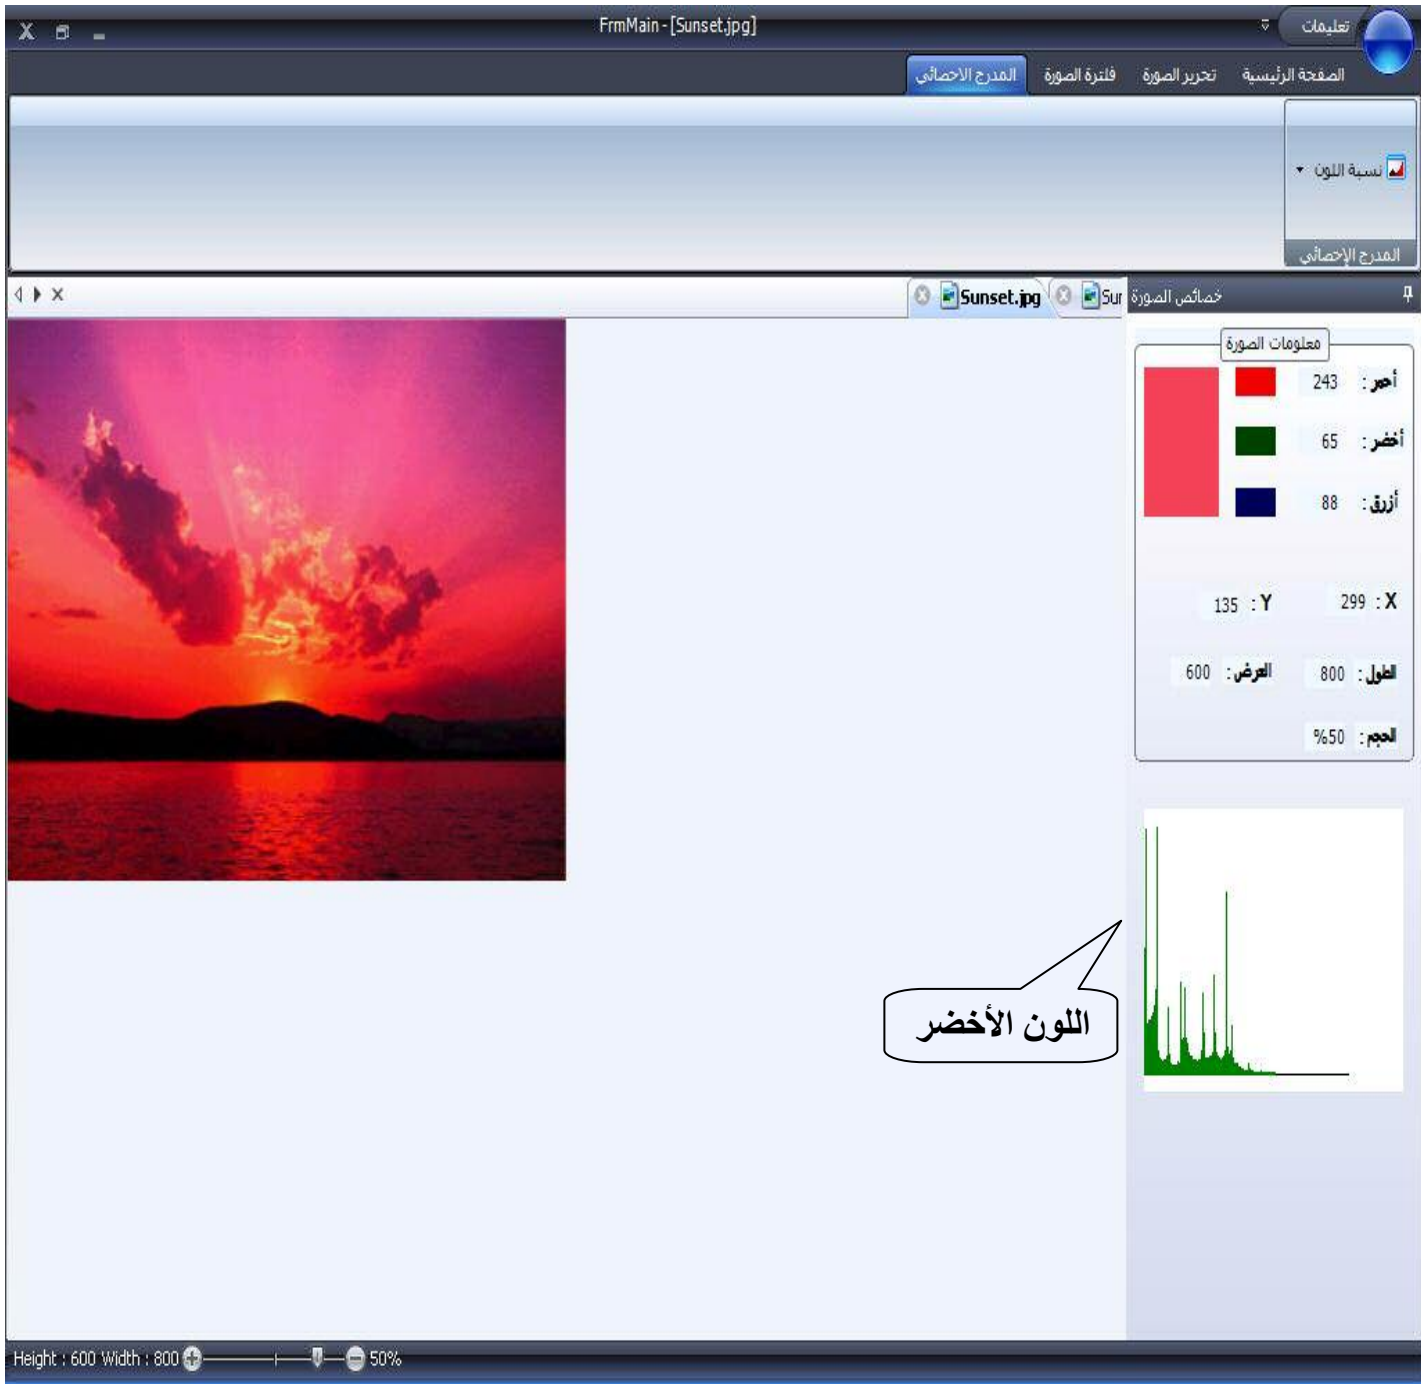 FrmMain - [Sunset.jpg]
تعليمات
الصفحة الرئيسية تحرير الصورة فلترة الصورة المدرج الاحصائي
نسبة اللون
المدرج الإحصائي
خصائص الصورة
Sur
Sunset.jpg
معلومات الصورة
أحمر : 243
أخضر : 65
أزرق : 88
X : 299 Y : 135
الطول : 800 العرض : 600
الحجم : %50
اللون الأخضر
Height : 600 Width : 800 50%